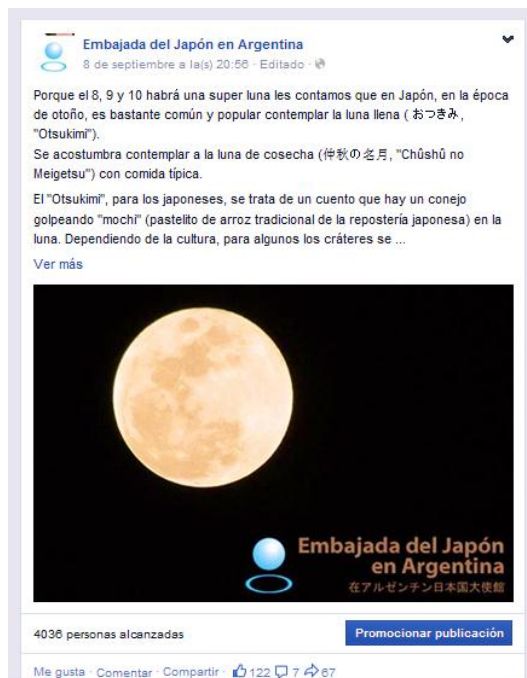 Embajada del Japón en Argentina
8 de septiembre a la(s) 20:56 · Editado ·
Porque el 8, 9 y 10 habrá una super luna les contamos que en Japón, en la época
de otoño, es bastante común y popular contemplar la luna llena ( おつきみ,
"Otsukimi").
Se acostumbra contemplar a la luna de cosecha (仲秋の名月, "Chûshû no
Meigetsu") con comida típica.
El "Otsukimi", para los japoneses, se trata de un cuento que hay un conejo
golpeando "mochi" (pastelito de arroz tradicional de la repostería japonesa) en la
luna. Dependiendo de la cultura, para algunos los cráteres se ...
Ver más
Embajada del Japón
en Argentina
在アルゼンチン日本国大使館
4036 personas alcanzadas
Promocionar publicación
Me gusta · Comentar · Compartir · 122 7 67